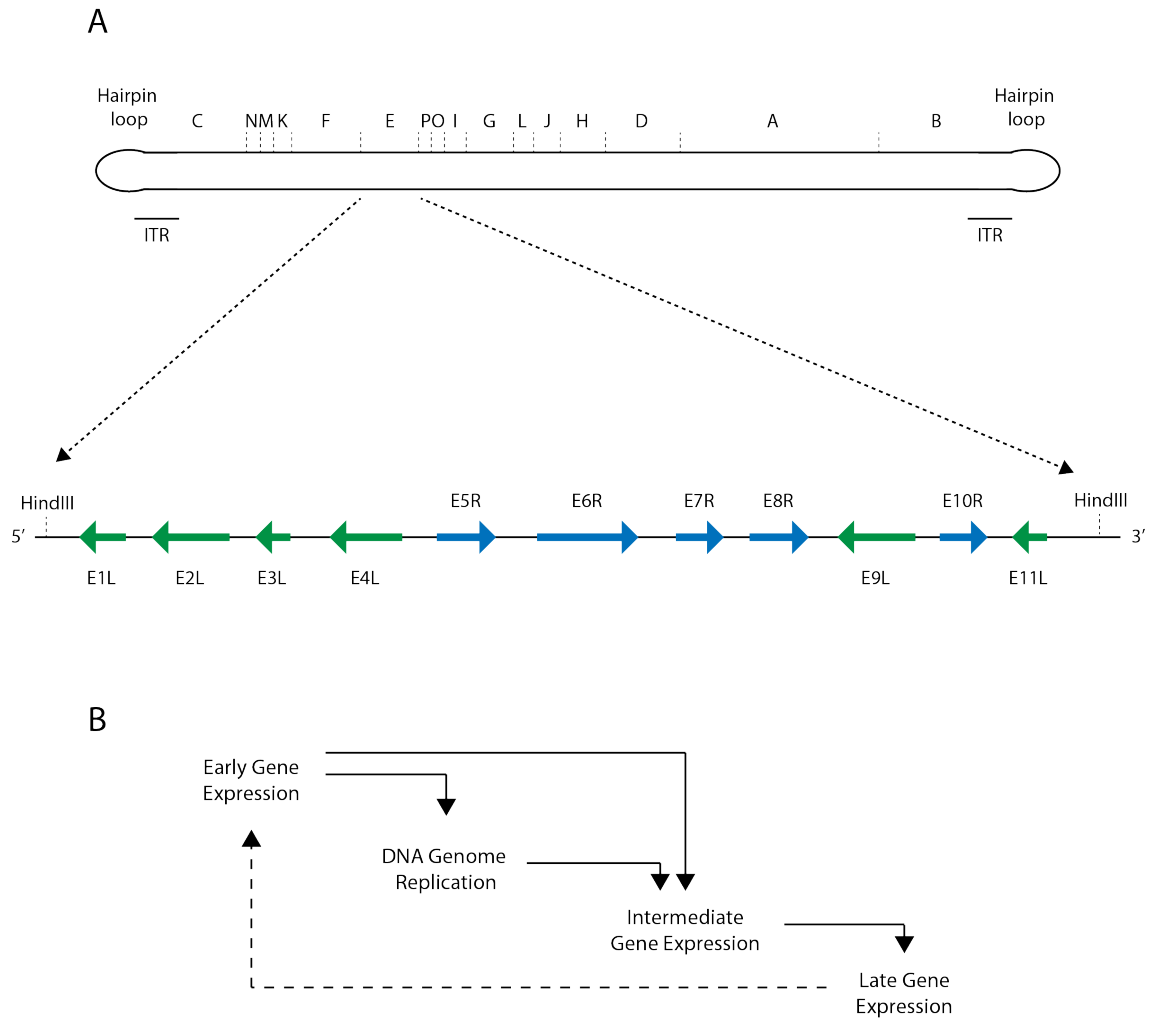 A
Hairpin
loop
Hairpin
loop
C N M K F E P O I G L J H D A B
ITR
ITR
HindIII
E5R
E6R
E7R
E8R
E10R
HindIII
5′
3′
E1L
E2L
E3L
E4L
E9L
E11L
B
Early Gene
Expression
DNA Genome
Replication
Intermediate
Gene Expression
Late Gene
Expression